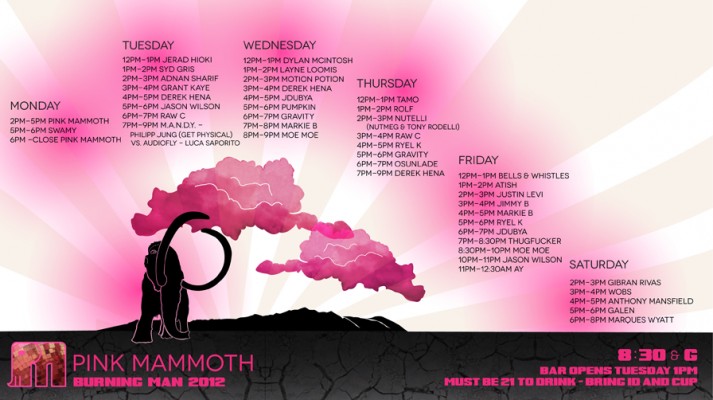 MONDAY
2PM-5PM PINK MAMMOTH
5PM-6PM SWAMY
6PM -CLOSE PINK MAMMOTH
TUESDAY
12PM-1PM JERAD HIOKI
1PM-2PM SYD GRIS
2PM-3PM ADNAN SHARIF
3PM-4PM GRANT KAYE
4PM-5PM DEREK HENA
5PM-6PM JASON WILSON
6PM-7PM RAW C
7PM-9PM M.A.N.D.Y. -
PHILIPP JUNG (GET PHYSICAL)
VS. AUDIOFLY - LUCA SAPORITO
WEDNESDAY
12PM-1PM DYLAN MCINTOSH
1PM-2PM LAYNE LOOMIS
2PM-3PM MOTION POTION
3PM-4PM DEREK HENA
4PM-5PM JDUBYA
5PM-6PM PUMPKIN
6PM-7PM GRAVITY
7PM-8PM MARKIE B
8PM-9PM MOE MOE
THURSDAY
12PM-1PM TAMO
1PM-2PM ROLF
2PM-3PM NUTELLI
(NUTMEG & TONY RODELLI)
3PM-4PM RAW C
4PM-5PM RYEL K
5PM-6PM GRAVITY
6PM-7PM OSUNLADE
7PM-9PM DEREK HENA
FRIDAY
12PM-1PM BELLS & WHISTLES
1PM-2PM ATISH
2PM-3PM JUSTIN LEVI
3PM-4PM JIMMY B
4PM-5PM MARKIE B
5PM-6PM RYEL K
6PM-7PM JDUBYA
7PM-8:30PM THUGFUCKER
8:30PM-10PM MOE MOE
10PM-11PM JASON WILSON
11PM-12:30AM AY
SATURDAY
2PM-3PM GIBRAN RIVAS
3PM-4PM WOBS
4PM-5PM ANTHONY MANSFIELD
5PM-6PM GALEN
6PM-8PM MARQUES WYATT
PINK MAMMOTH
BURNING MAN 2012
8:30 & G
BAR OPENS TUESDAY 1PM
MUST BE 21 TO DRINK - BRING ID AND CUP